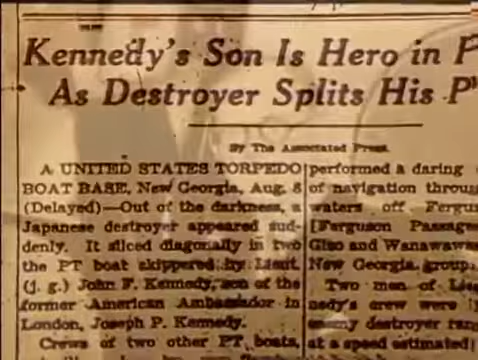 Kennedy's Son Is Hero in P
As Destroyer Splits His P
By The Associated Press.
A UNITED STATES TORPEDO
BOAT BASE, New Georgia, Aug. 8
(Delayed)—Out of the darkness, a
Japanese destroyer appeared sud-
denly. It sliced diagonally in two
the PT boat skippered by Lieut.
(j. g.) John F. Kennedy, son of the
former American Ambassador in
London, Joseph P. Kennedy.
Crews of two other PT boats,
performed a daring
of navigation throu
waters off Fergus
[Ferguson Passage
Gizo and Wanawawa
New Georgia group.
Two men of Lieu
nedy's crew were
enemy destroyer ram
at a speed estimated